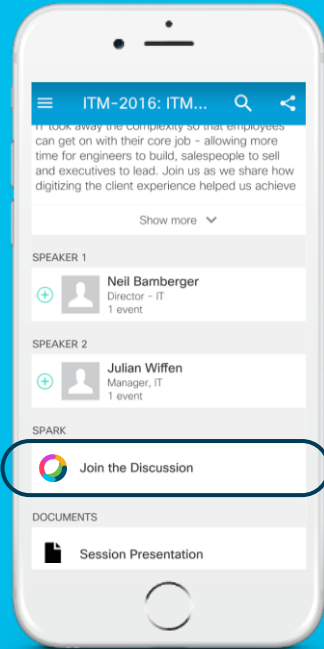 ITM-2016: ITM...
IT took away the complexity so that employees
can get on with their core job – allowing more
time for engineers to build, salespeople to sell
and executives to lead. Join us as we share how
digitizing the client experience helped us achieve
Show more
SPEAKER 1
Neil Bamberger
Director – IT
1 event
SPEAKER 2
Julian Wiffen
Manager, IT
1 event
SPARK
Join the Discussion
DOCUMENTS
Session Presentation